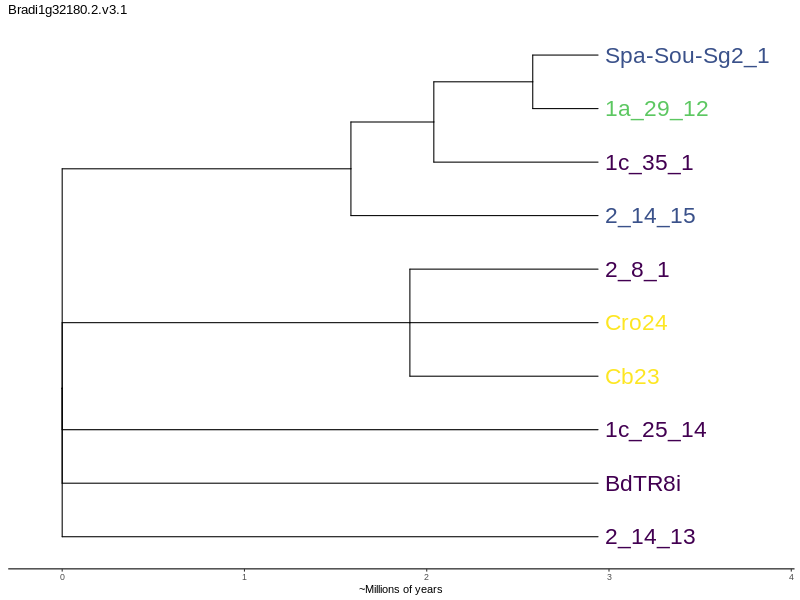 Bradi1g32180.2.v3.1
Spa-Sou-Sg2_1
1a_29_12
1c_35_1
2_14_15
2_8_1
Cro24
Cb23
1c_25_14
BdTR8i
2_14_13
0 1 2 3 4
~Millions of years